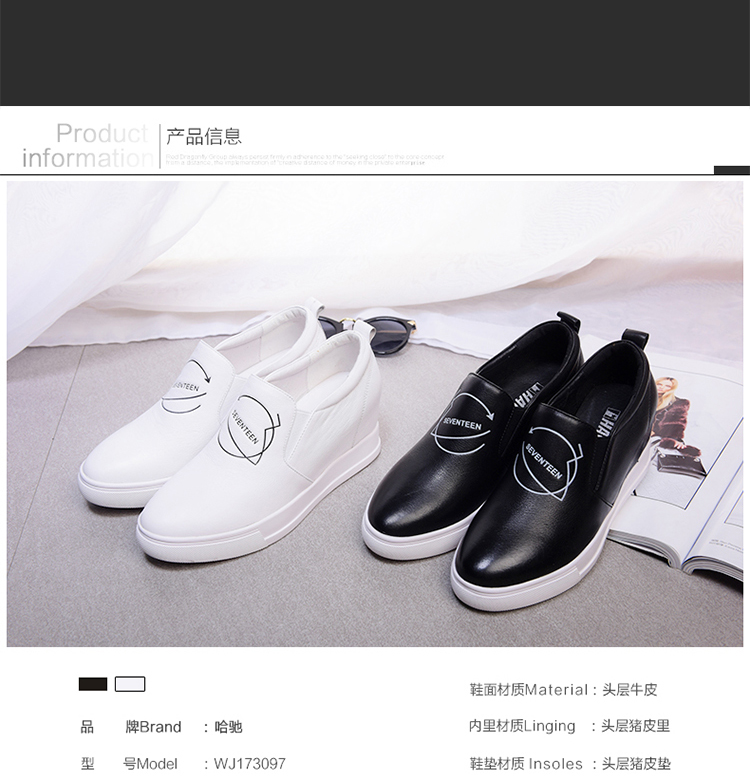 Product
information
产品信息
SEVENTEEN
SEVENTEEN
SEVENTEEN
SEVENTEEN
品 牌Brand : 哈驰
型 号Model : WJ173097
鞋面材质Material : 头层牛皮
内里材质Linging : 头层猪皮里
鞋垫材质 Insoles : 头层猪皮垫